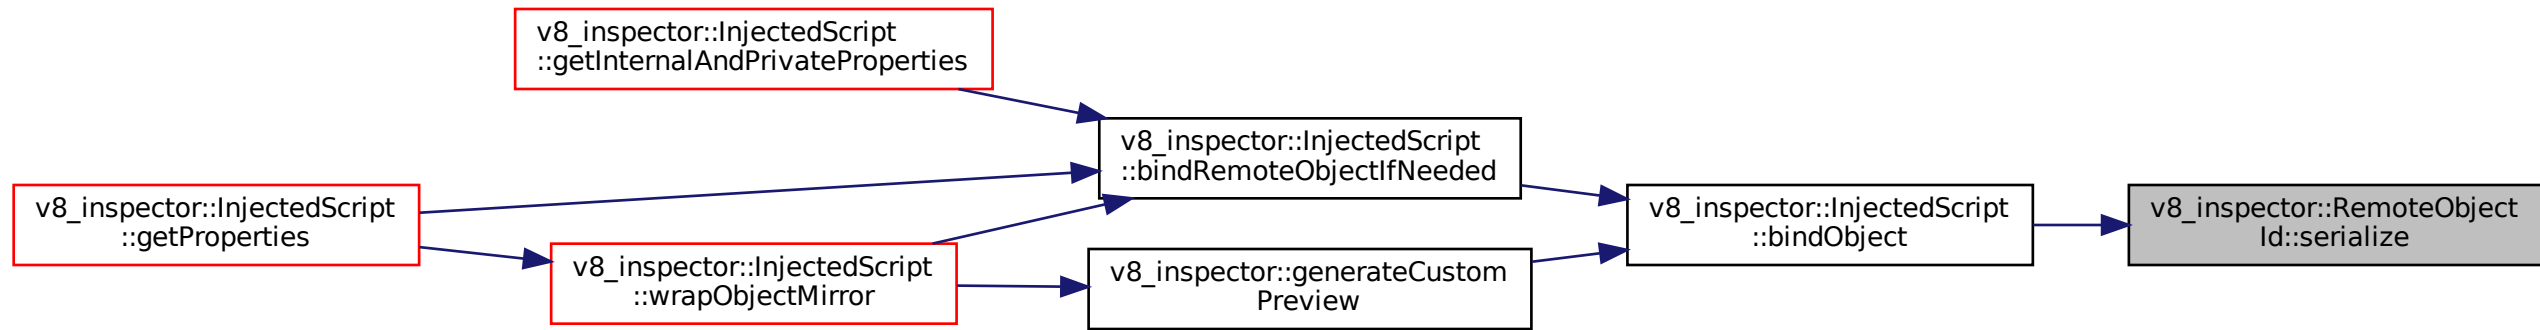 v8_inspector::InjectedScript
::getInternalAndPrivateProperties
v8_inspector::InjectedScript
::bindRemoteObjectIfNeeded
v8_inspector::InjectedScript
::getProperties
v8_inspector::InjectedScript
::wrapObjectMirror
v8_inspector::generateCustom
Preview
v8_inspector::InjectedScript
::bindObject
v8_inspector::RemoteObject
Id::serialize